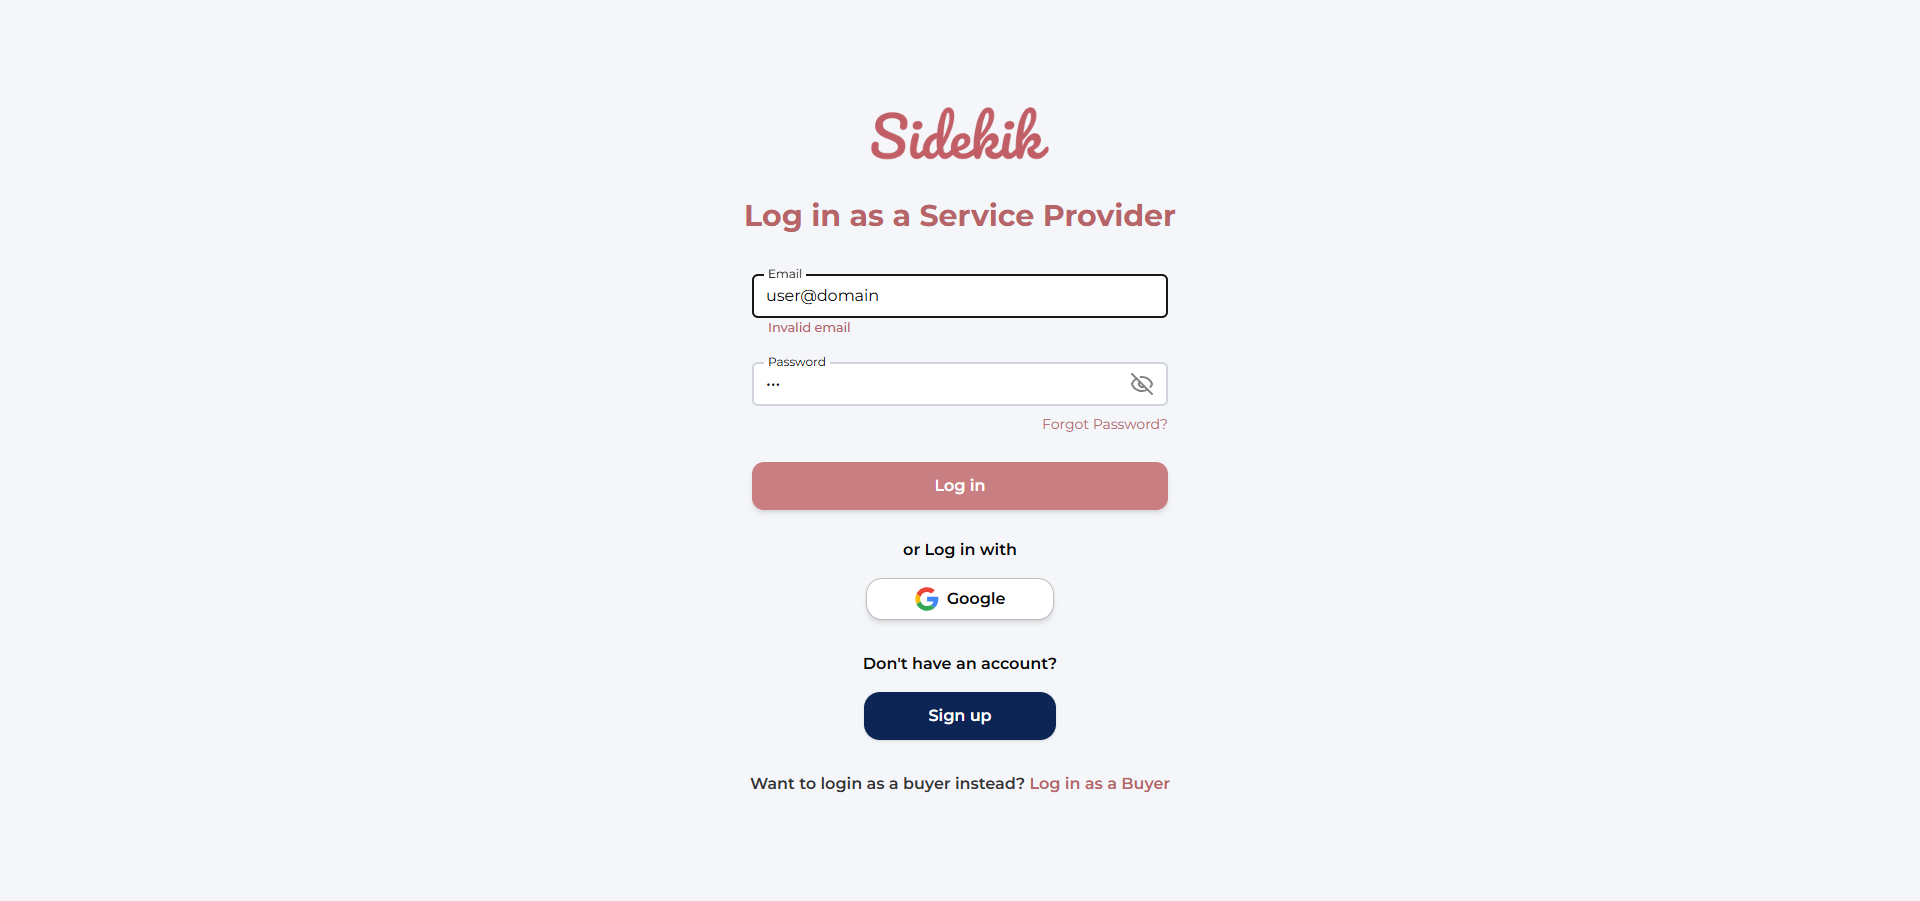 Sidekik
Log in as a Service Provider
Email
user@domain
Invalid email
Password
•••
Forgot Password?
Log in
or Log in with
Google
Don't have an account?
Sign up
Want to login as a buyer instead? Log in as a Buyer